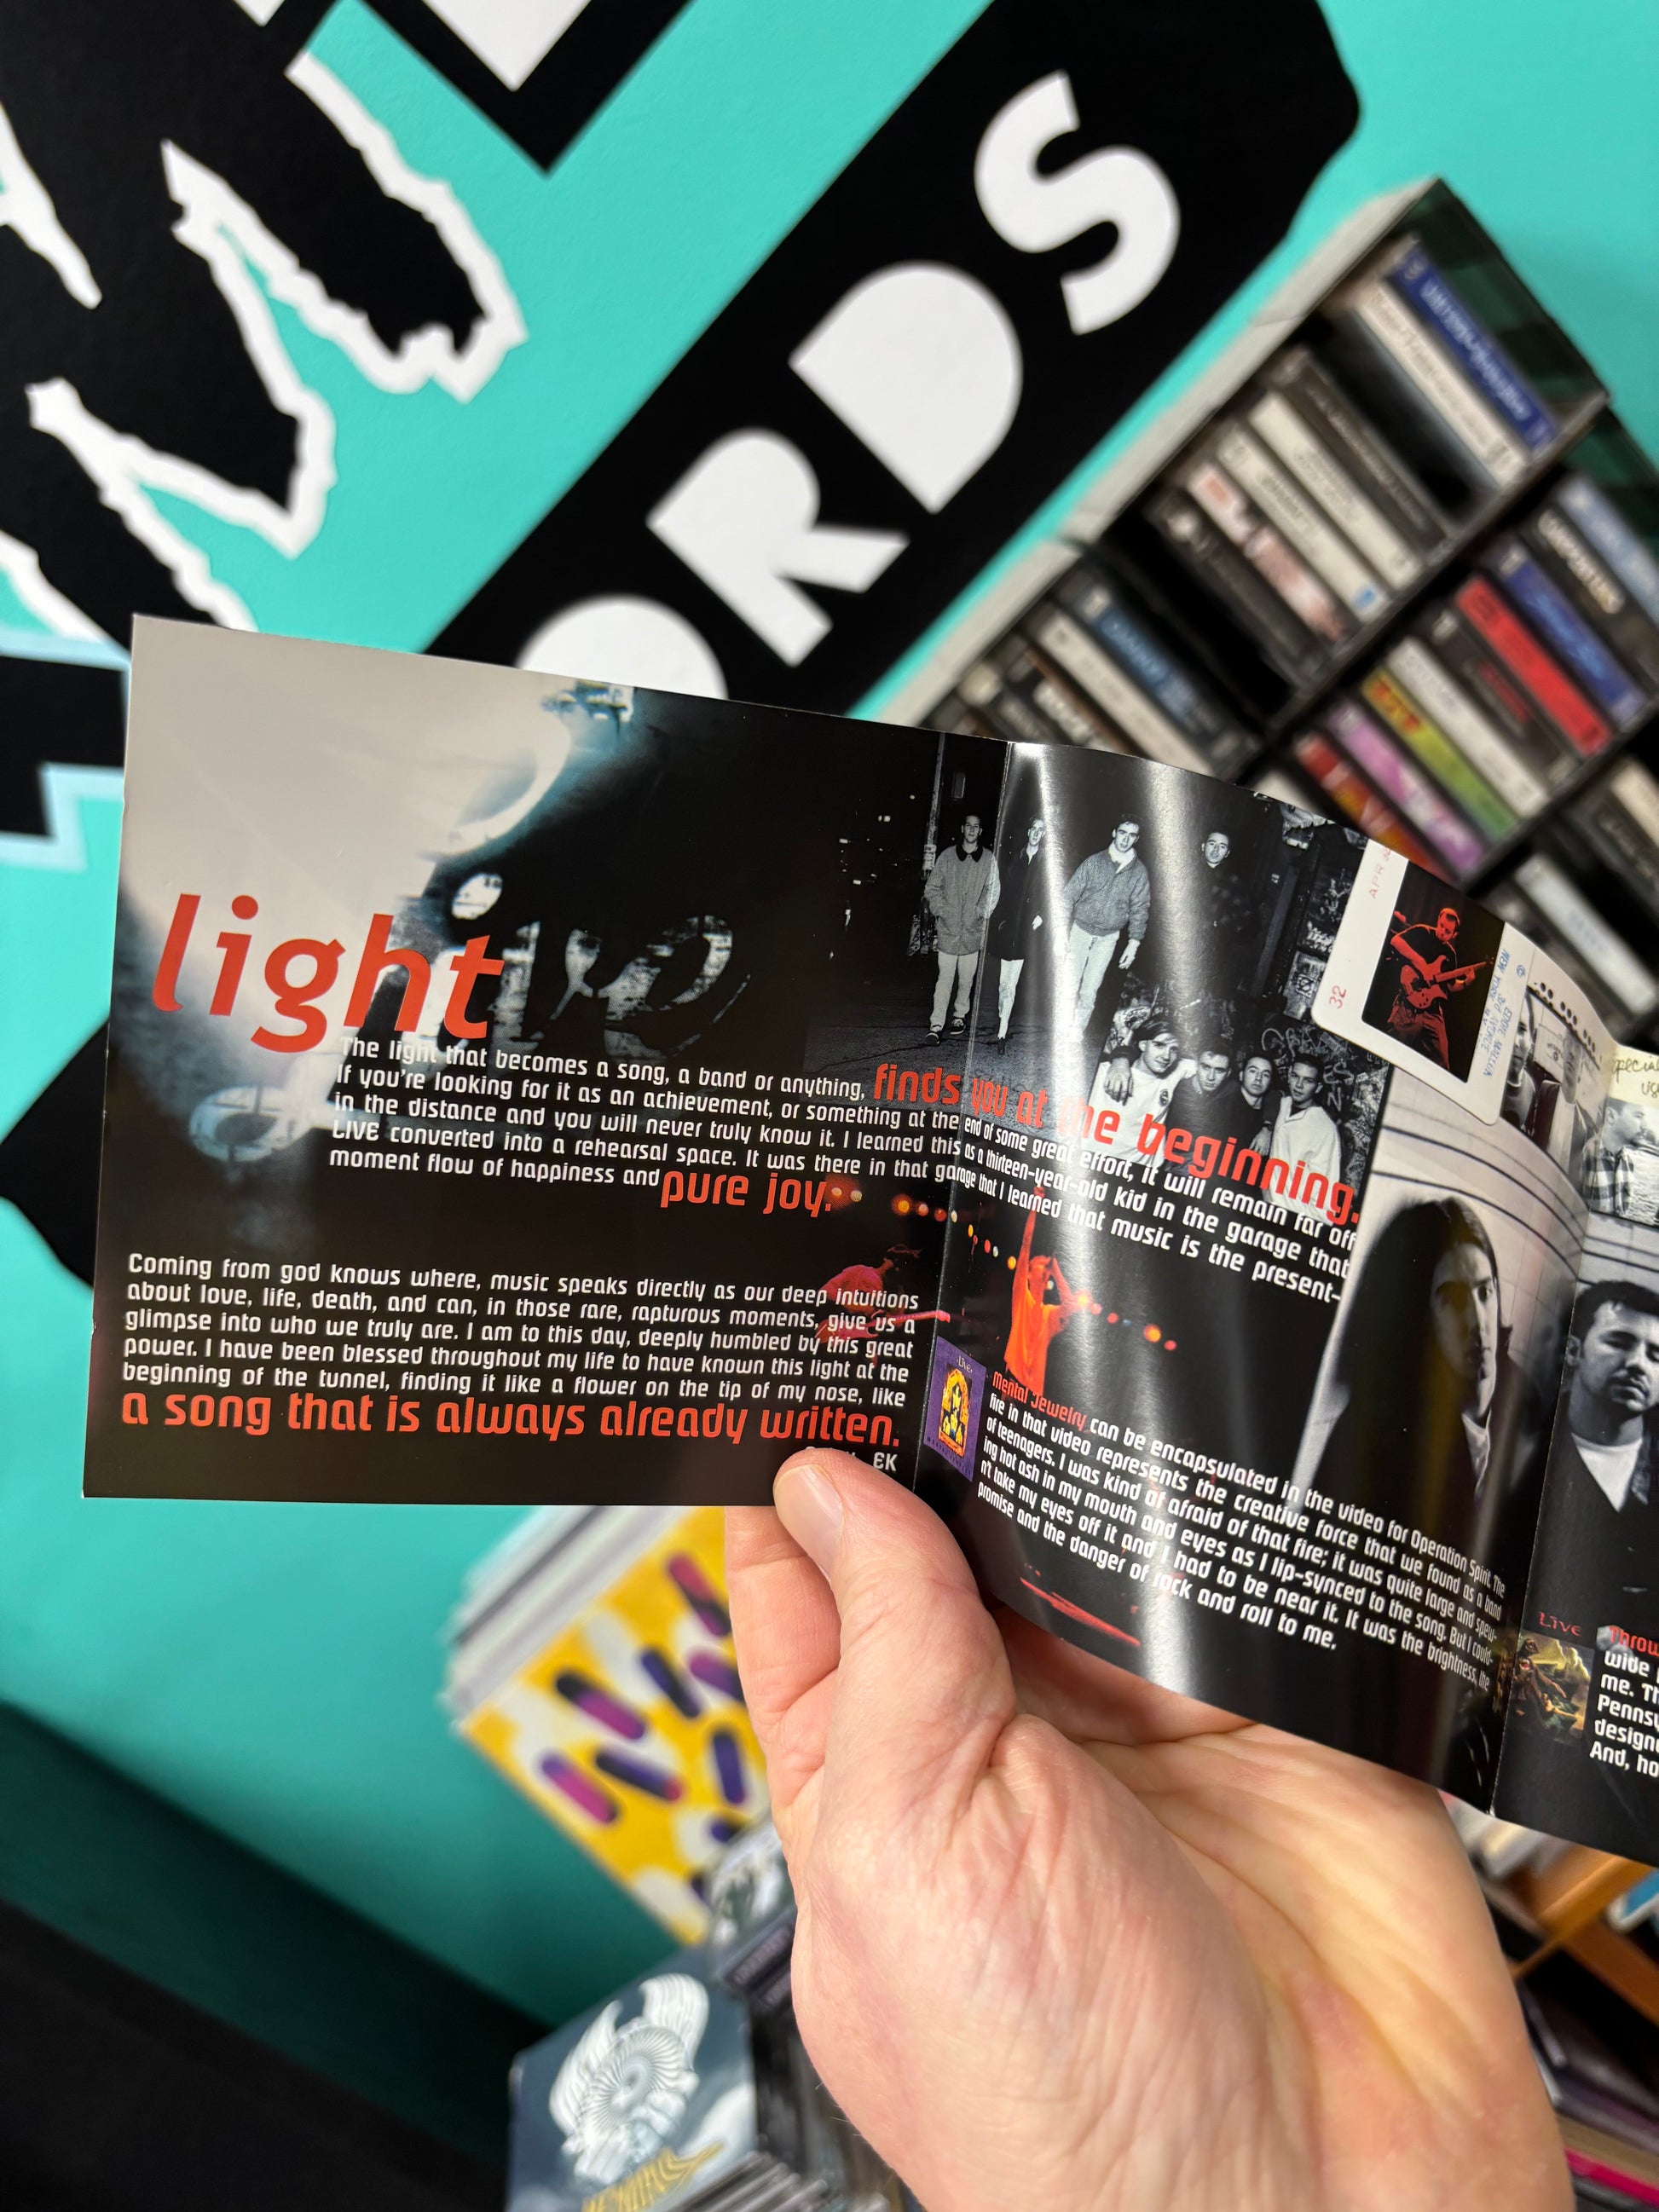 ORDS
light
live
The light that becomes a song, a band or anything, finds you at the beginning.
If you're looking for it as an achievement, or something at the end of some great effort, it will remain far off
in the distance and you will never truly know it. I learned this as a thirteen-year-old kid in the garage that
LIVE converted into a rehearsal space. It was there in that garage that I learned that music is the present-
moment flow of happiness and pure joy.
Coming from god knows where, music speaks directly as our deep intuitions
about love, life, death, and can, in those rare, rapturous moments, give us a
glimpse into who we truly are. I am to this day, deeply humbled by this great
power. I have been blessed throughout my life to have known this light at the
beginning of the tunnel, finding it like a flower on the tip of my nose, like
a song that is always already written.
EK
Live
Mental Jewelry can be encapsulated in the video for Operation Spirit. The
fire in that video represents the creative force that we found as a band
of teenagers. I was kind of afraid of that fire; it was quite large and spew-
ing hot ash in my mouth and eyes as I lip-synced to the song. But I could-
n't take my eyes off it and I had to be near it. It was the brightness, the
promise and the danger of rock and roll to me.
APR
32
Live
Throw
wide
me. Th
Pennsy
designe
And, ho